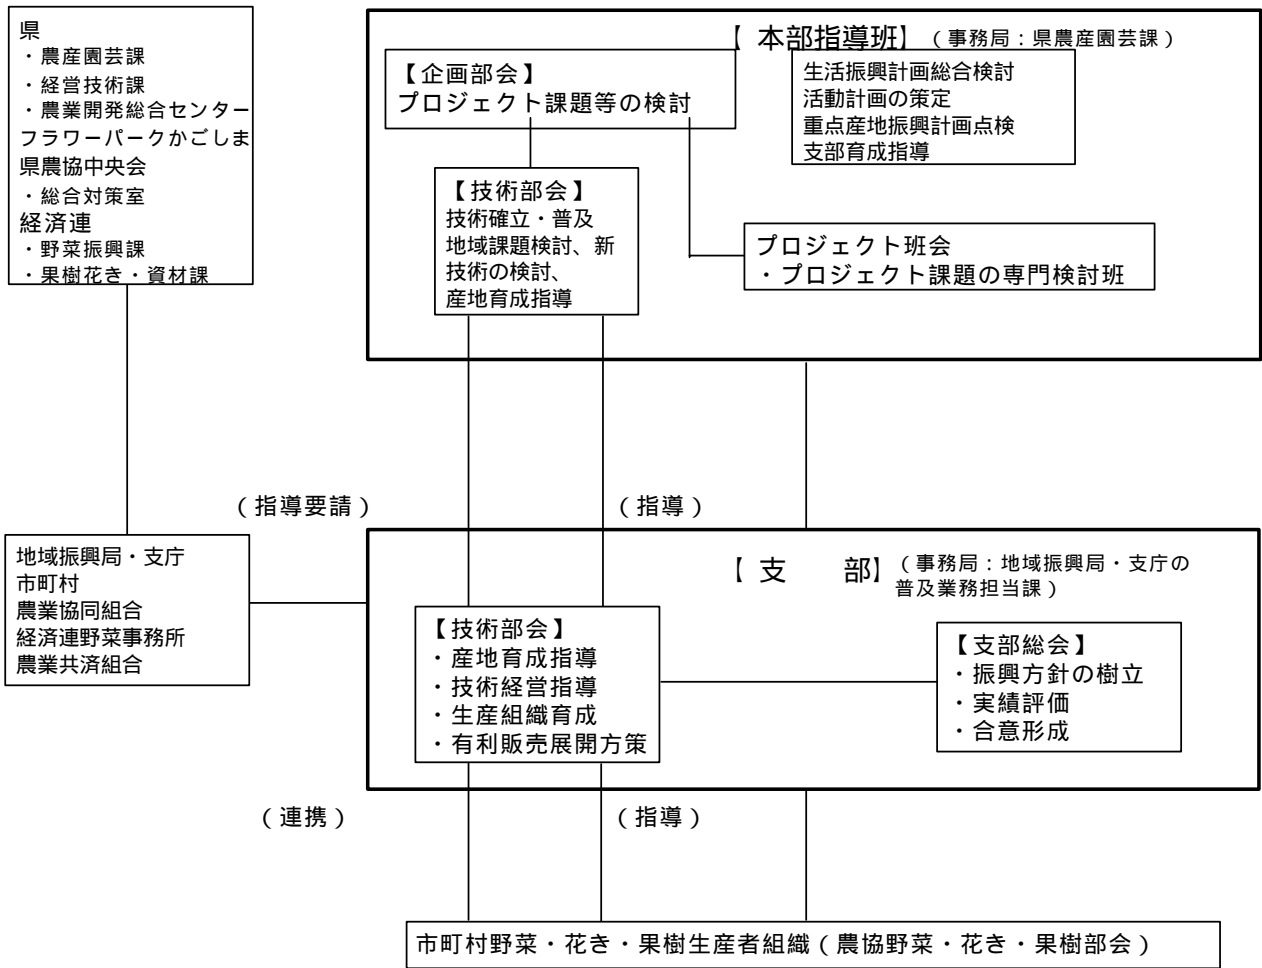 県
・農産園芸課
・経営技術課
・農業開発総合センター
フラワーパークかごしま
県農協中央会
・総合対策室
経済連
・野菜振興課
・果樹花き・資材課
【 本部指導班】（事務局：県農産園芸課）
【企画部会】
プロジェクト課題等の検討
生活振興計画総合検討
活動計画の策定
重点産地振興計画点検
支部育成指導
【技術部会】
技術確立・普及
地域課題検討、新
技術の検討、
産地育成指導
プロジェクト班会
・プロジェクト課題の専門検討班
（指導要請）
（指導）
地域振興局・支庁
市町村
農業協同組合
経済連野菜事務所
農業共済組合
【 支　　部】（事務局：地域振興局・支庁の
普及業務担当課）
【技術部会】
・産地育成指導
・技術経営指導
・生産組織育成
・有利販売展開方策
【支部総会】
・振興方針の樹立
・実績評価
・合意形成
（連携）
（指導）
市町村野菜・花き・果樹生産者組織（農協野菜・花き・果樹部会）